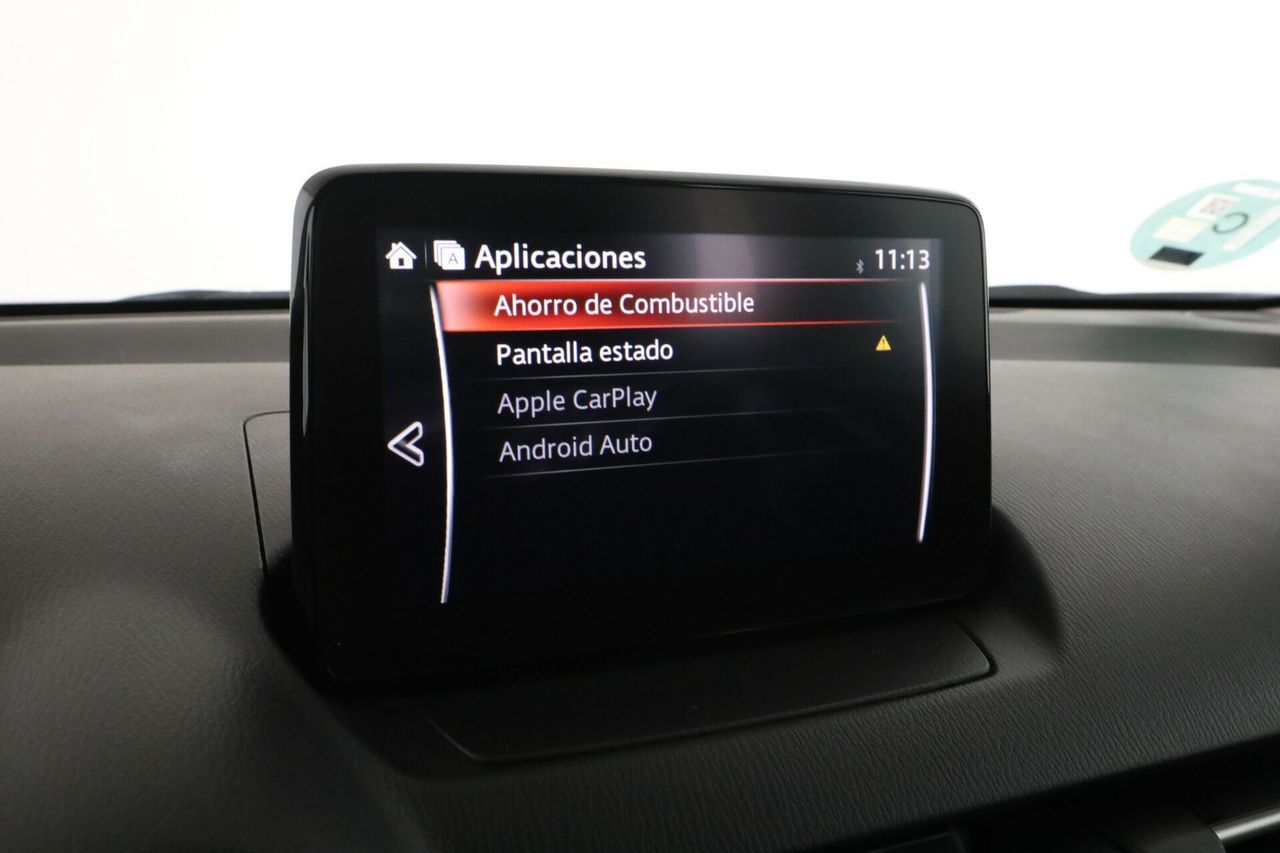 Aplicaciones
11:13
Ahorro de Combustible
Pantalla estado
Apple CarPlay
Android Auto
C